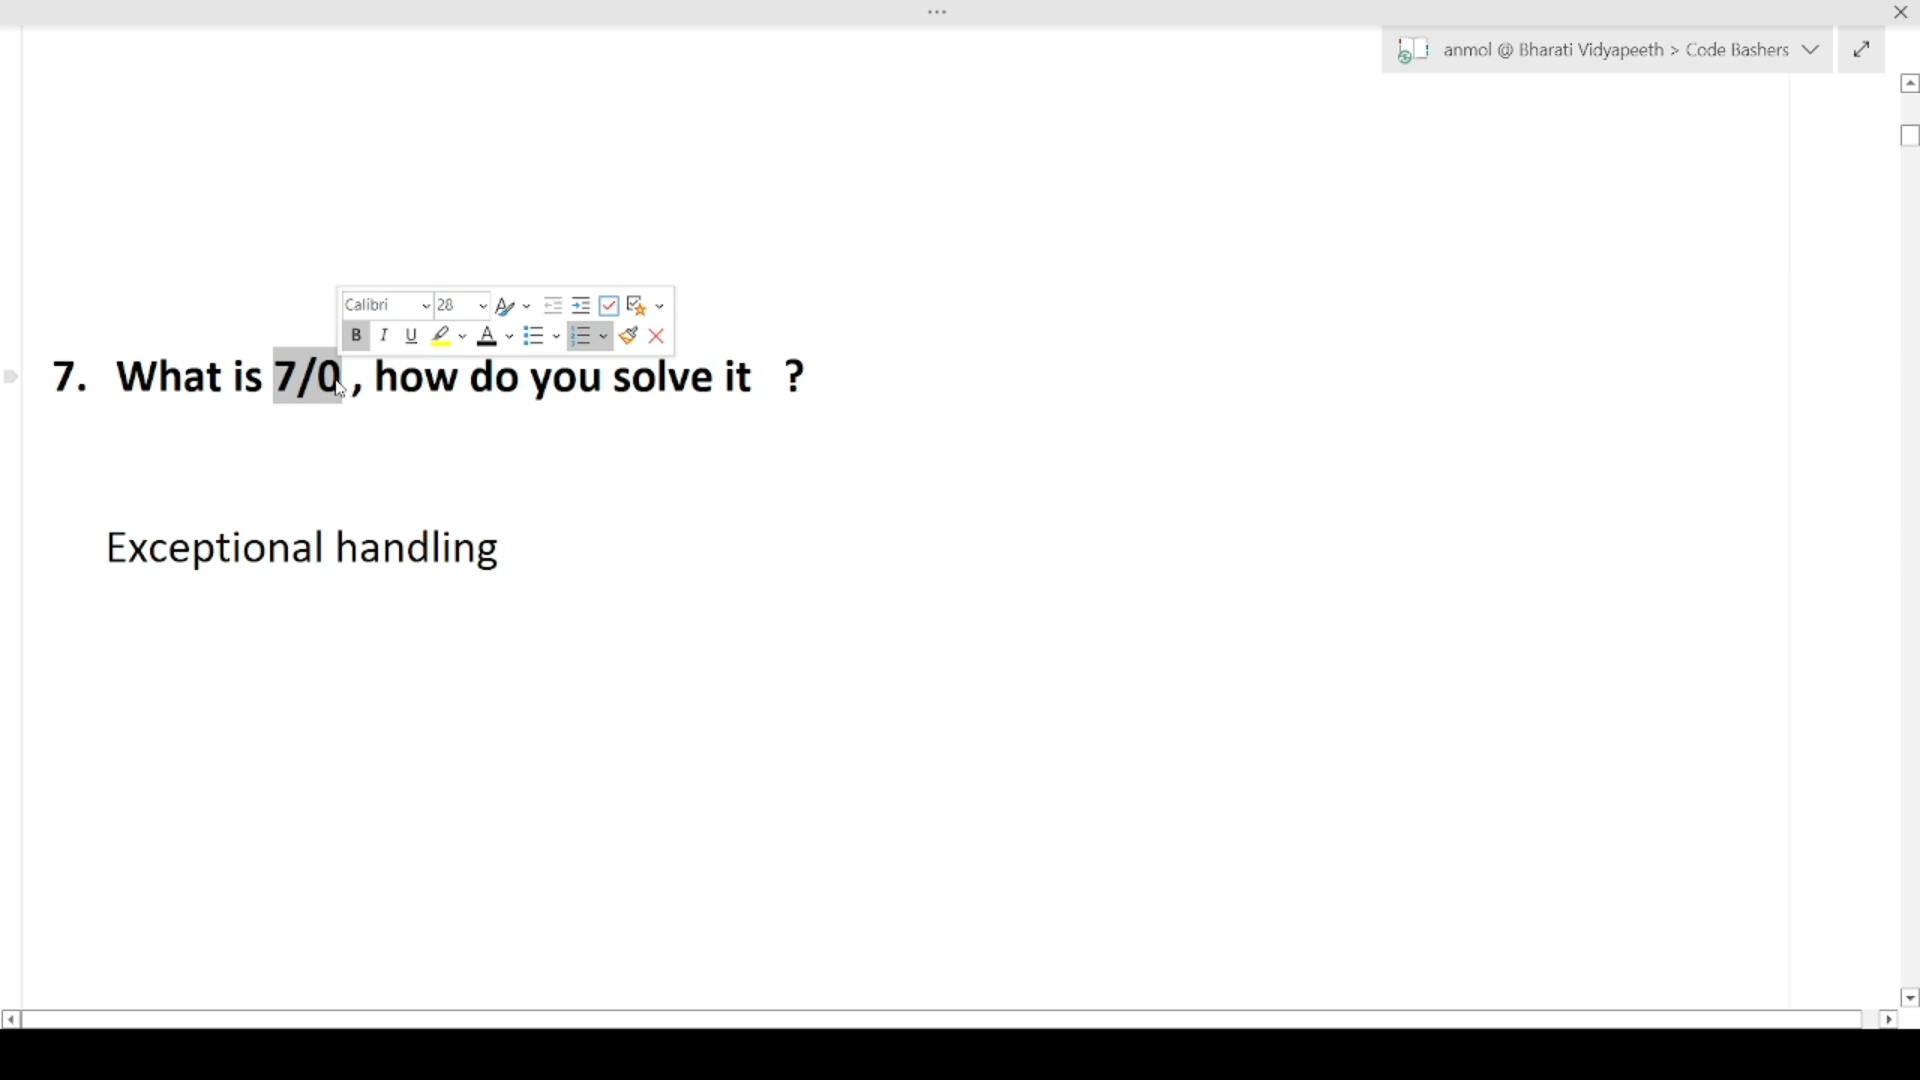 ...
anmol @ Bharati Vidyapeeth > Code Bashers
Calibri 28
B I U A
7. What is 7/0 , how do you solve it ?
Exceptional handling